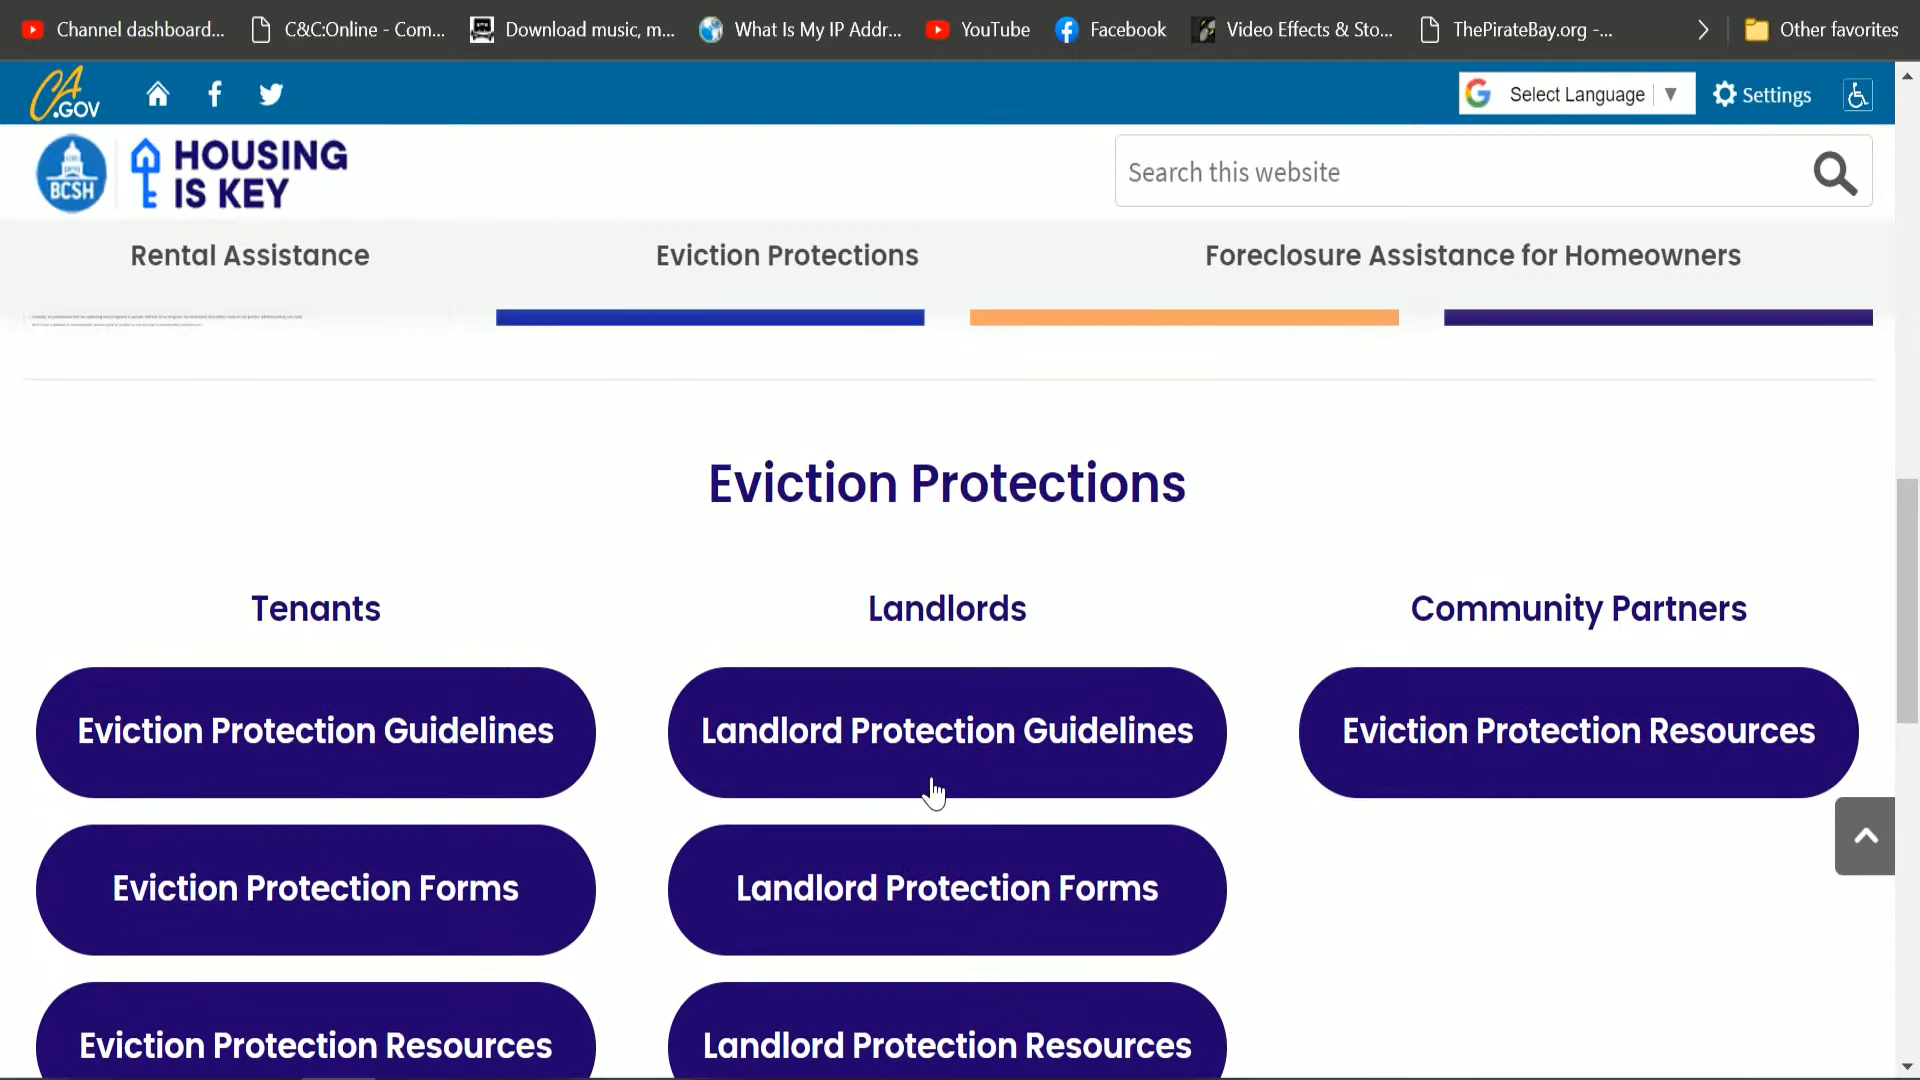 Channel dashboard... C&C:Online - Com... Download music, m... What Is My IP Addr... YouTube Facebook Video Effects & Sto... ThePirateBay.org -... Other favorites
CA.GOV Select Language ▼ Settings
BCSH HOUSING
IS KEY
Search this website
Rental Assistance Eviction Protections Foreclosure Assistance for Homeowners
Eviction Protections
Tenants Landlords Community Partners
Eviction Protection Guidelines Landlord Protection Guidelines Eviction Protection Resources
Eviction Protection Forms Landlord Protection Forms
Eviction Protection Resources Landlord Protection Resources